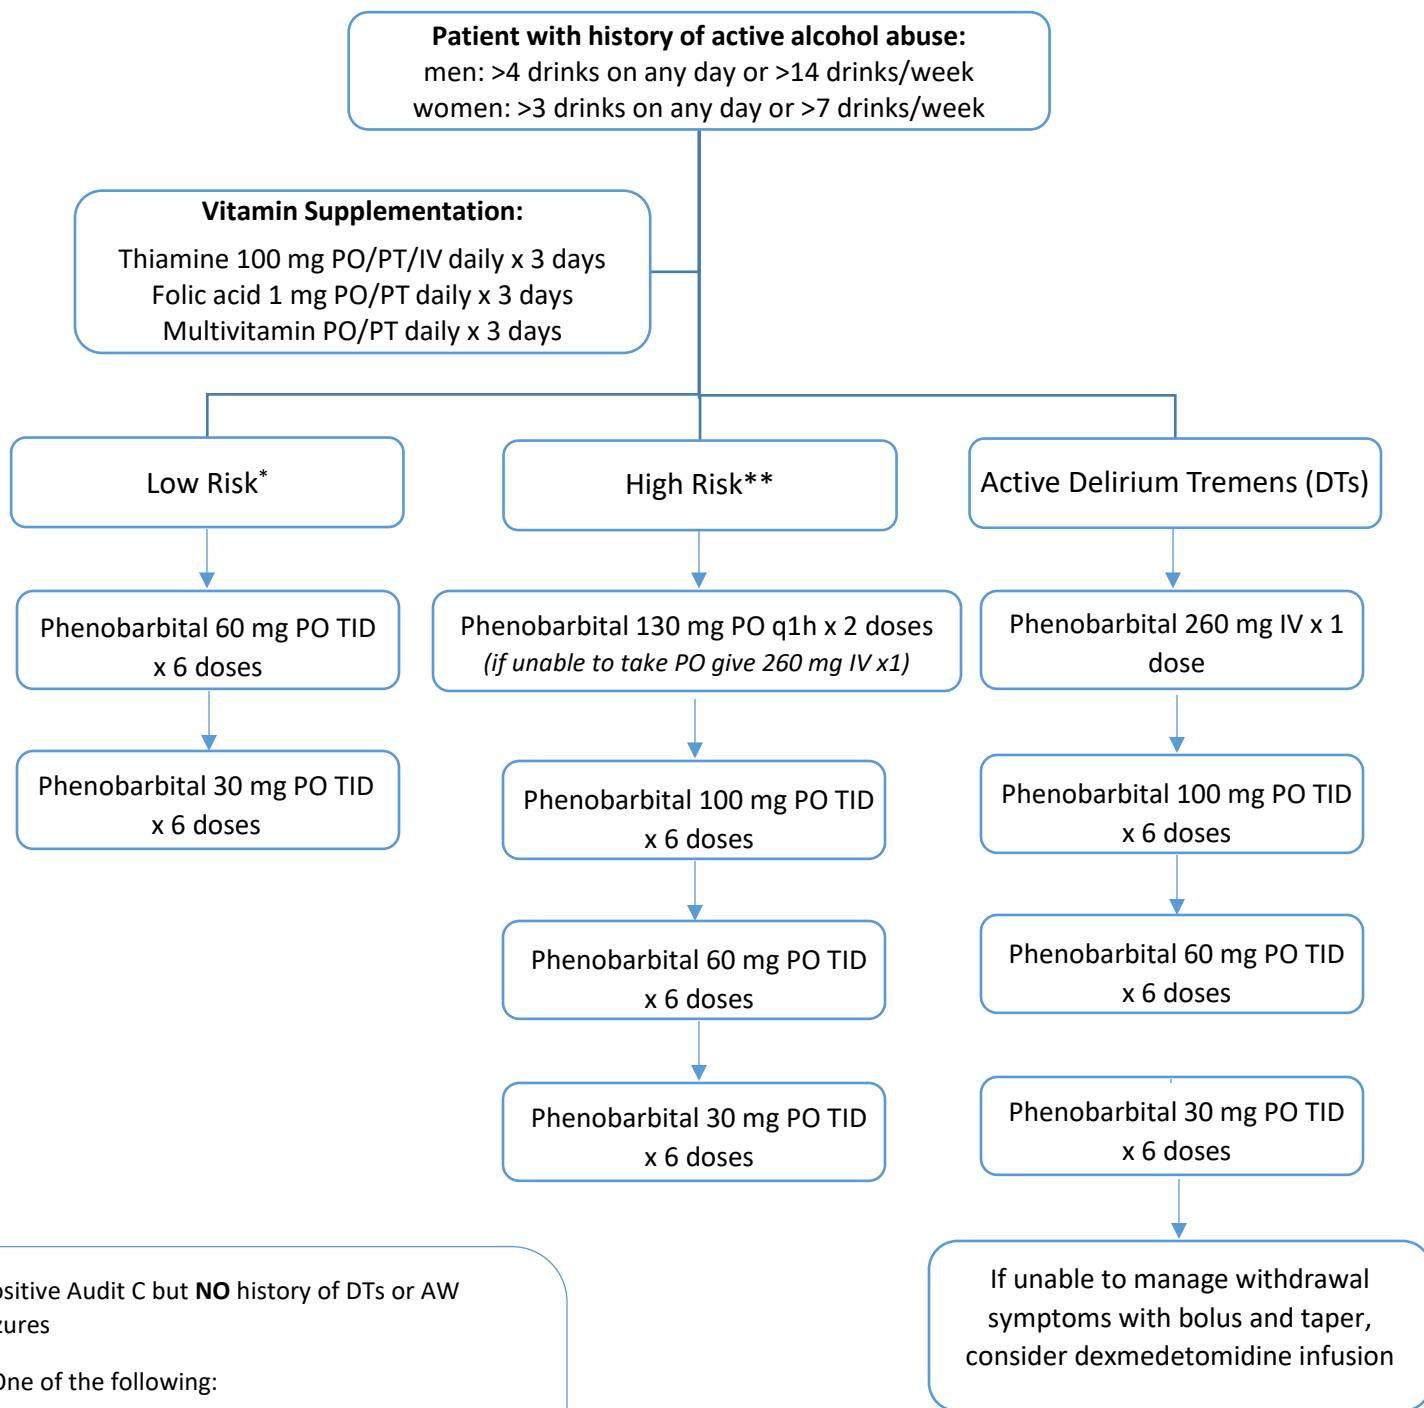 Patient with history of active alcohol abuse:
men: >4 drinks on any day or >14 drinks/week
women: >3 drinks on any day or >7 drinks/week
Vitamin Supplementation:
Thiamine 100 mg PO/PT/IV daily x 3 days
Folic acid 1 mg PO/PT daily x 3 days
Multivitamin PO/PT daily x 3 days
Low Risk*
Phenobarbital 60 mg PO TID
x 6 doses
Phenobarbital 30 mg PO TID
x 6 doses
High Risk**
Phenobarbital 130 mg PO q1h x 2 doses
(if unable to take PO give 260 mg IV x1)
Phenobarbital 100 mg PO TID
x 6 doses
Phenobarbital 60 mg PO TID
x 6 doses
Phenobarbital 30 mg PO TID
x 6 doses
Active Delirium Tremens (DTs)
Phenobarbital 260 mg IV x 1
dose
Phenobarbital 100 mg PO TID
x 6 doses
Phenobarbital 60 mg PO TID
x 6 doses
Phenobarbital 30 mg PO TID
x 6 doses
If unable to manage withdrawal
symptoms with bolus and taper,
consider dexmedetomidine infusion
ositive Audit C but NO history of DTs or AW
zures
One of the following: